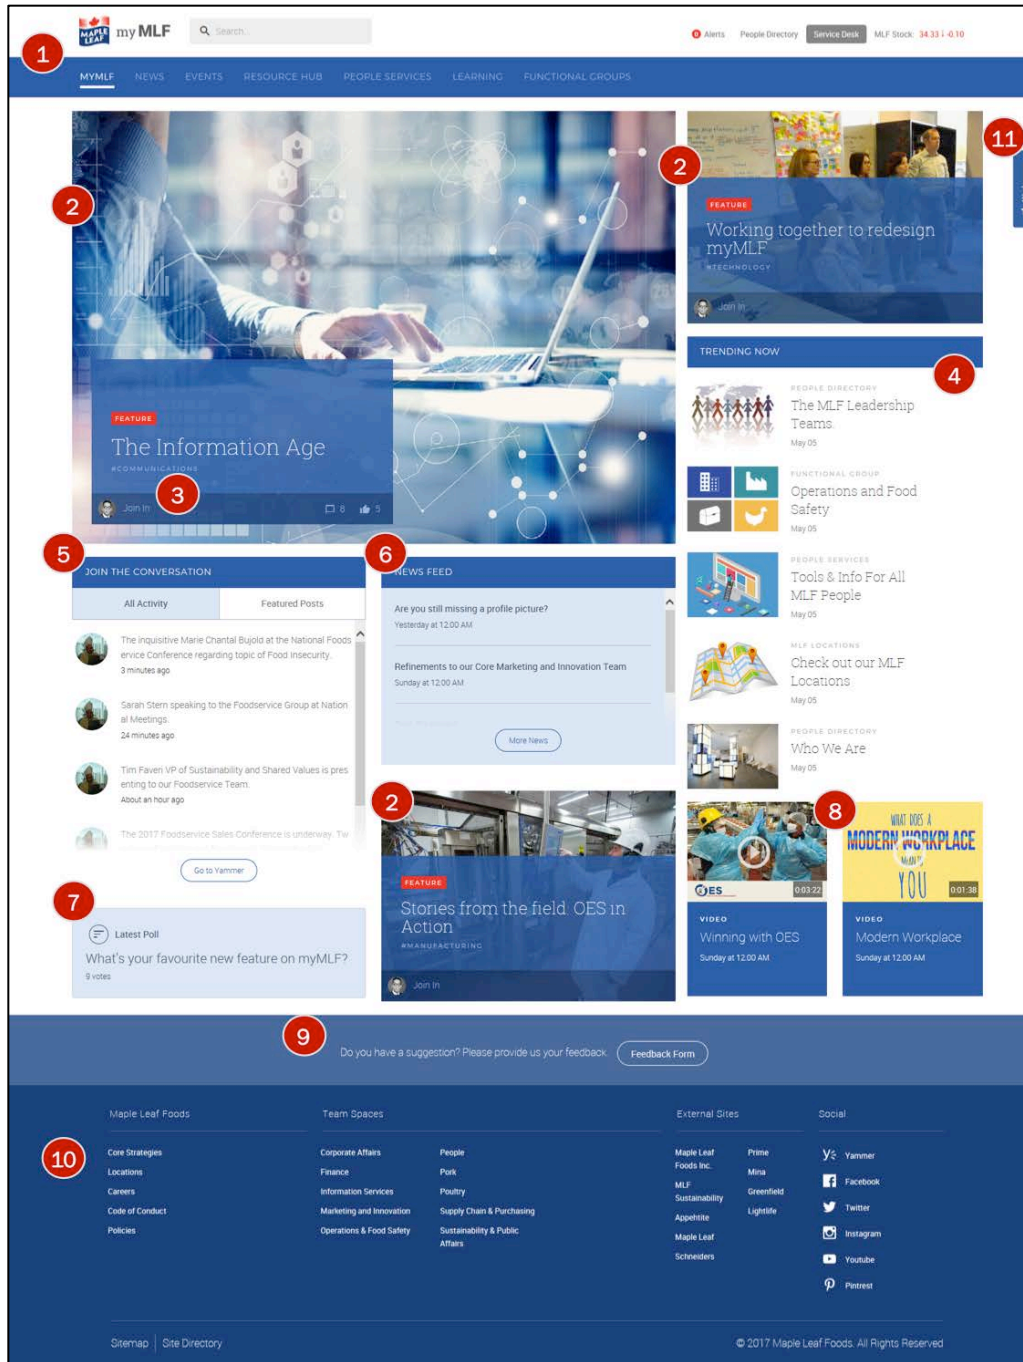 MAPLE LEAF
my MLF
Search...
Alerts People Directory Service Desk MLF Stock: 34.33 ↓ -0.10
1
MYMLF NEWS EVENTS RESOURCE HUB PEOPLE SERVICES LEARNING FUNCTIONAL GROUPS
11
2
2
FEATURE
Working together to redesign
myMLF
#TECHNOLOGY
Join In
TRENDING NOW
4
PEOPLE DIRECTORY
The MLF Leadership
Teams.
May 05
FUNCTIONAL GROUP
Operations and Food
Safety
May 05
PEOPLE SERVICES
Tools & Info For All
MLF People
May 05
MLF LOCATIONS
Check out our MLF
Locations
May 05
PEOPLE DIRECTORY
Who We Are
May 05
FEATURE
The Information Age
#COMMUNICATIONS
3
Join In 8 5
5
JOIN THE CONVERSATION
All Activity Featured Posts
The inquisitive Marie Chantal Bujold at the National Foods
ervice Conference regarding topic of Food Insecurity.
3 minutes ago
Sarah Stern speaking to the Foodservice Group at Nation
al Meetings.
24 minutes ago
Tim Faveri VP of Sustainability and Shared Values is pres
enting to our Foodservice Team.
About an hour ago
The 2017 Foodservice Sales Conference is underway. Tw
Go to Yammer
6
NEWS FEED
Are you still missing a profile picture?
Yesterday at 12:00 AM
Refinements to our Core Marketing and Innovation Team
Sunday at 12:00 AM
More News
7
Latest Poll
What's your favourite new feature on myMLF?
9 votes
2
FEATURE
Stories from the field: OES in
Action
#MANUFACTURING
Join In
8
OES
0:03:22
VIDEO
Winning with OES
Sunday at 12:00 AM
WHAT DOES A
MODERN WORKPLACE
MEAN TO
YOU
0:01:38
VIDEO
Modern Workplace
Sunday at 12:00 AM
9
Do you have a suggestion? Please provide us your feedback. Feedback Form
10
Maple Leaf Foods
Core Strategies
Locations
Careers
Code of Conduct
Policies
Team Spaces
Corporate Affairs
Finance
Information Services
Marketing and Innovation
Operations & Food Safety
People
Pork
Poultry
Supply Chain & Purchasing
Sustainability & Public
Affairs
External Sites
Maple Leaf
Foods Inc.
MLF
Sustainability
Appehtite
Maple Leaf
Schneiders
Prime
Mina
Greenfield
Lightlife
Social
Yammer
Facebook
Twitter
Instagram
Youtube
Pintrest
Sitemap Site Directory
© 2017 Maple Leaf Foods. All Rights Reserved